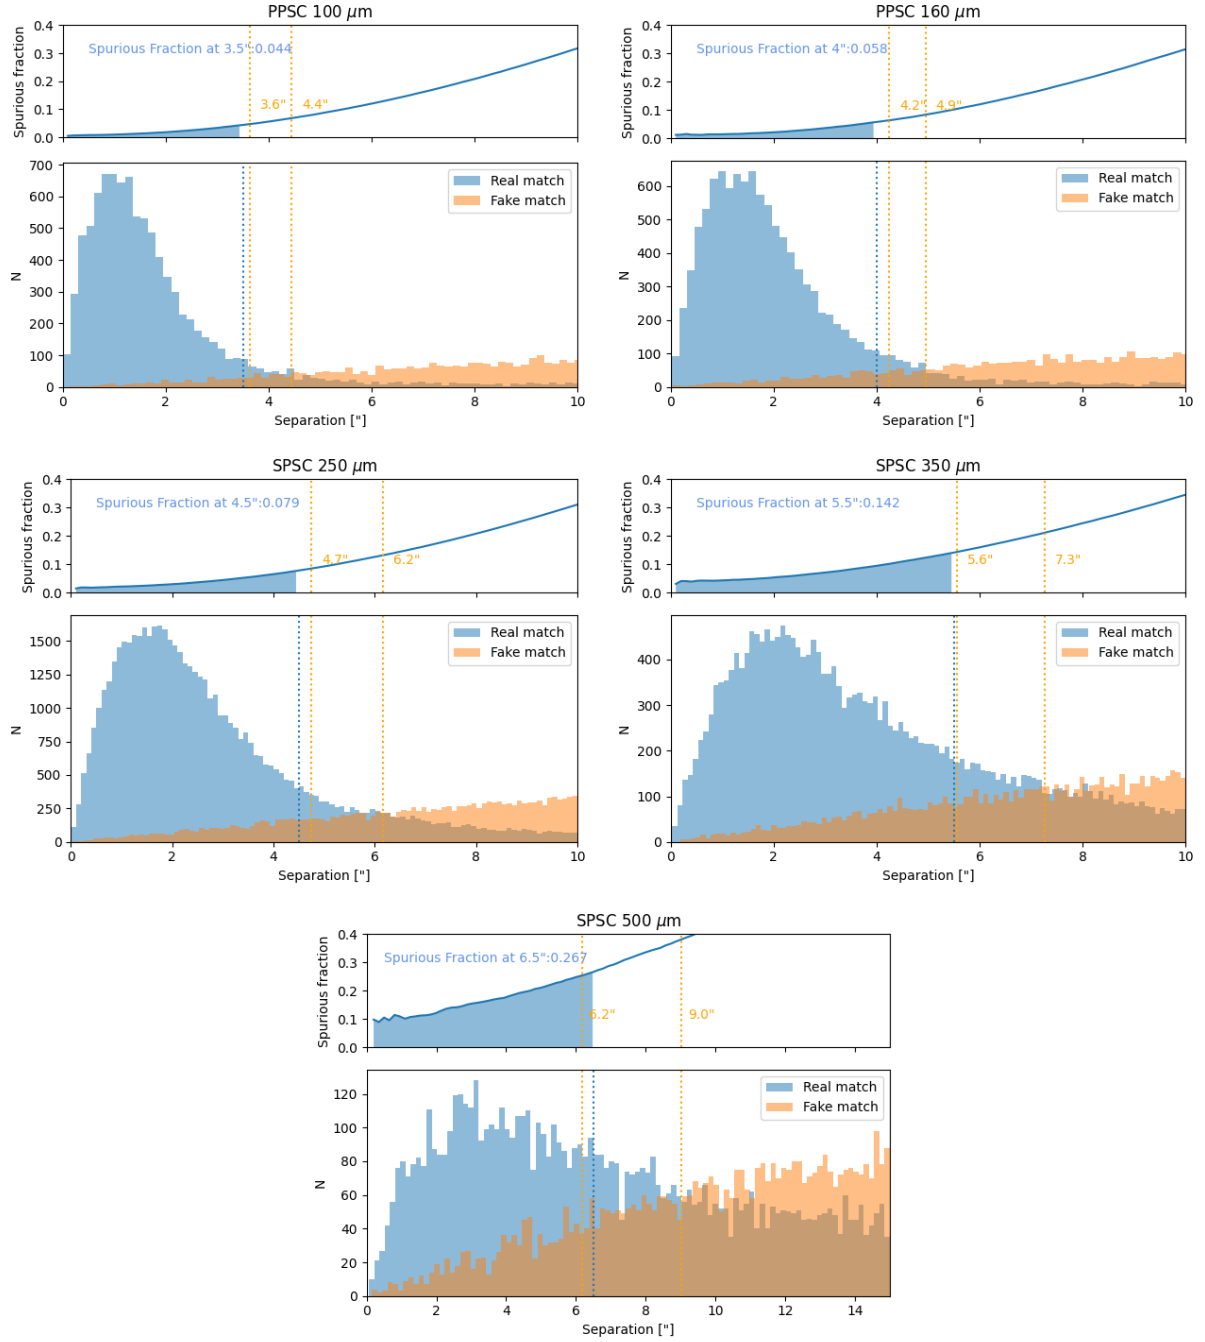 PPSC 100 μm
Spurious fraction
0.4
0.3
0.2
0.1
0.0
Spurious Fraction at 3.5":0.044
3.6"
4.4"
N
700
600
500
400
300
200
100
0
Real match
Fake match
0 2 4 6 8 10
Separation ["]
PPSC 160 μm
Spurious fraction
0.4
0.3
0.2
0.1
0.0
Spurious Fraction at 4":0.058
4.2"
4.9"
N
600
500
400
300
200
100
0
Real match
Fake match
0 2 4 6 8 10
Separation ["]
SPSC 250 μm
Spurious fraction
0.4
0.3
0.2
0.1
0.0
Spurious Fraction at 4.5":0.079
4.7"
6.2"
N
1500
1250
1000
750
500
250
0
Real match
Fake match
0 2 4 6 8 10
Separation ["]
SPSC 350 μm
Spurious fraction
0.4
0.3
0.2
0.1
0.0
Spurious Fraction at 5.5":0.142
5.6"
7.3"
N
400
300
200
100
0
Real match
Fake match
0 2 4 6 8 10
Separation ["]
SPSC 500 μm
Spurious fraction
0.4
0.3
0.2
0.1
0.0
Spurious Fraction at 6.5":0.267
6.2"
9.0"
N
120
100
80
60
40
20
0
Real match
Fake match
0 2 4 6 8 10 12 14
Separation ["]